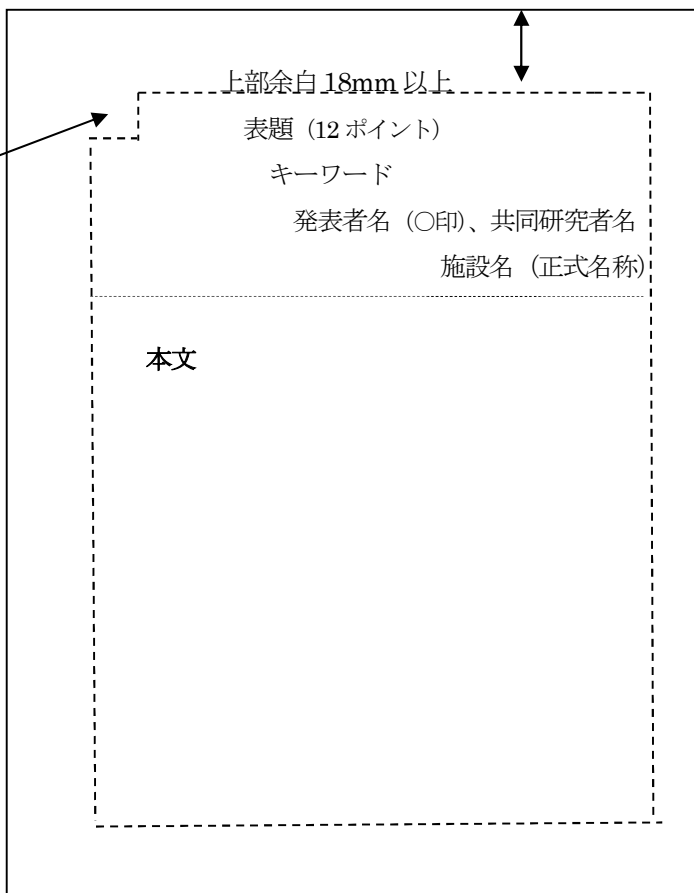 上部余白 18mm 以上
表題（12 ポイント）
キーワード
発表者名（○印）、共同研究者名
施設名（正式名称）
本文